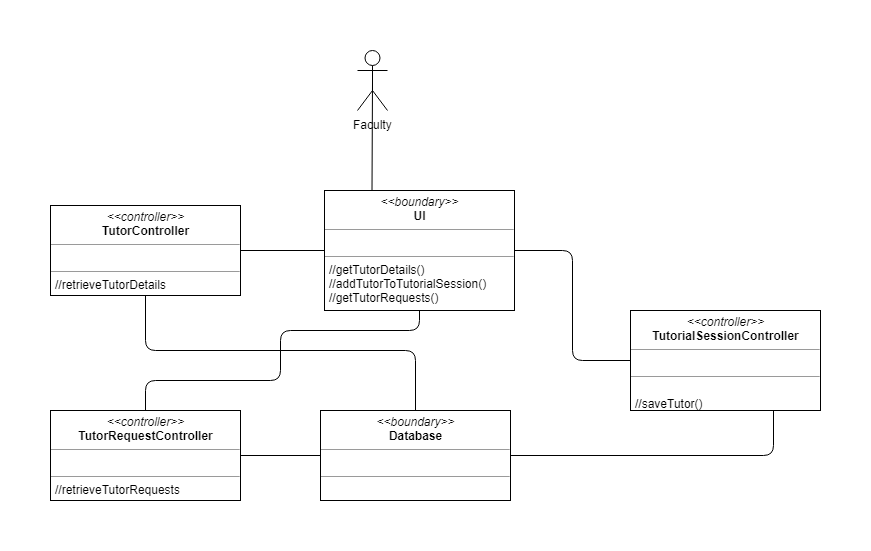 Faculty
<<boundary>>
UI
//getTutorDetails()
//addTutorToTutorialSession()
//getTutorRequests()
<<controller>>
TutorController
//retrieveTutorDetails
<<controller>>
TutorialSessionController
//saveTutor()
<<controller>>
TutorRequestController
//retrieveTutorRequests
<<boundary>>
Database